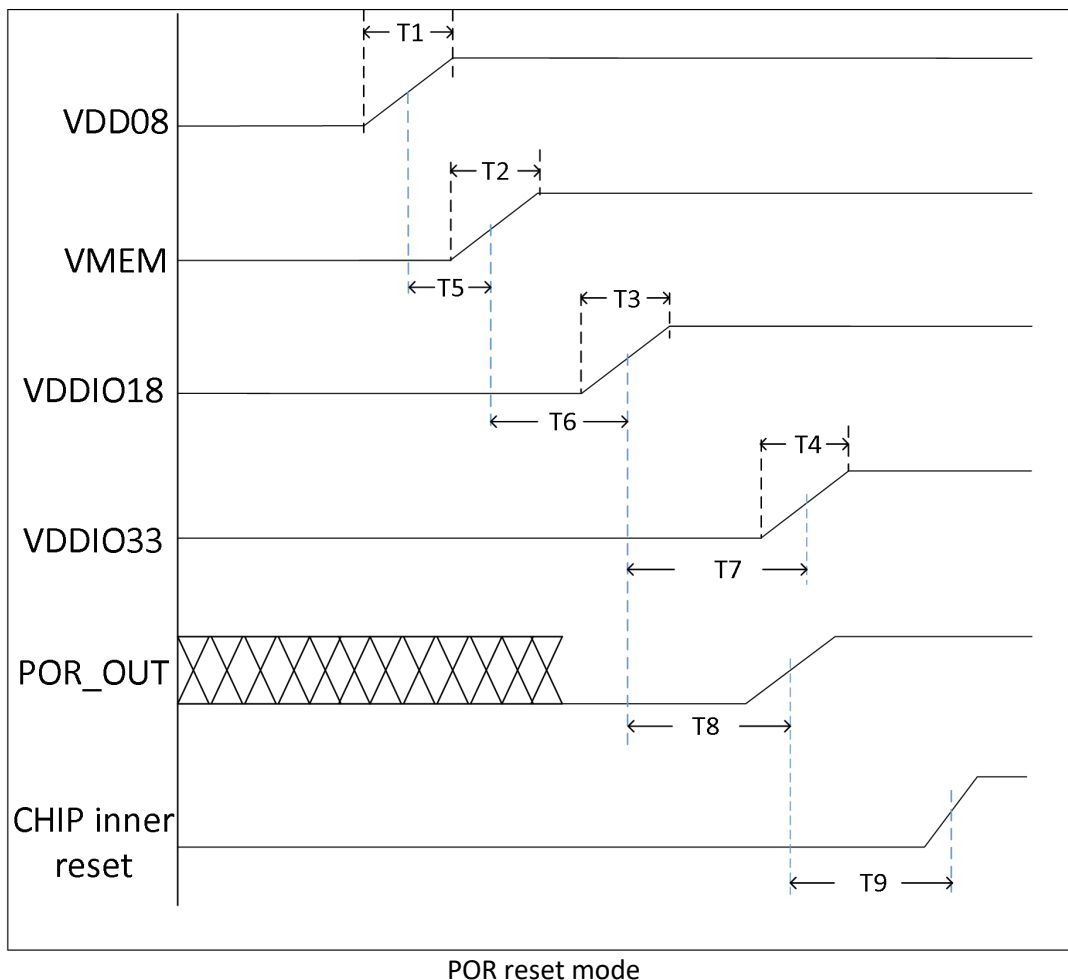 T1
VDD08
T2
VMEM
T5
T3
VDDIO18
T6
T4
VDDIO33
T7
POR_OUT
T8
CHIP inner
reset
T9
POR reset mode